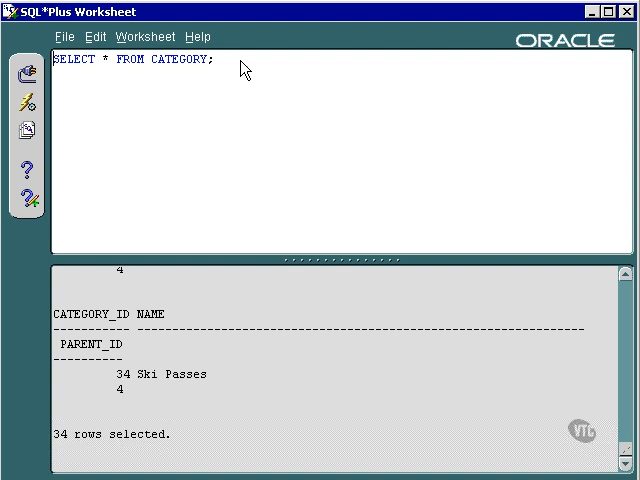 SQL*Plus Worksheet
File Edit Worksheet Help
ORACLE
SELECT * FROM CATEGORY;
4
CATEGORY_ID NAME
----------- ----------------------------------------------------------------
PARENT_ID
----------
34 Ski Passes
4
34 rows selected.
VTC